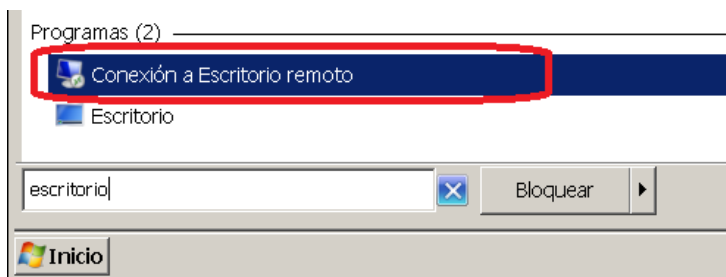 Programas (2)
Conexión a Escritorio remoto
Escritorio
escritorio
Bloquear
Inicio